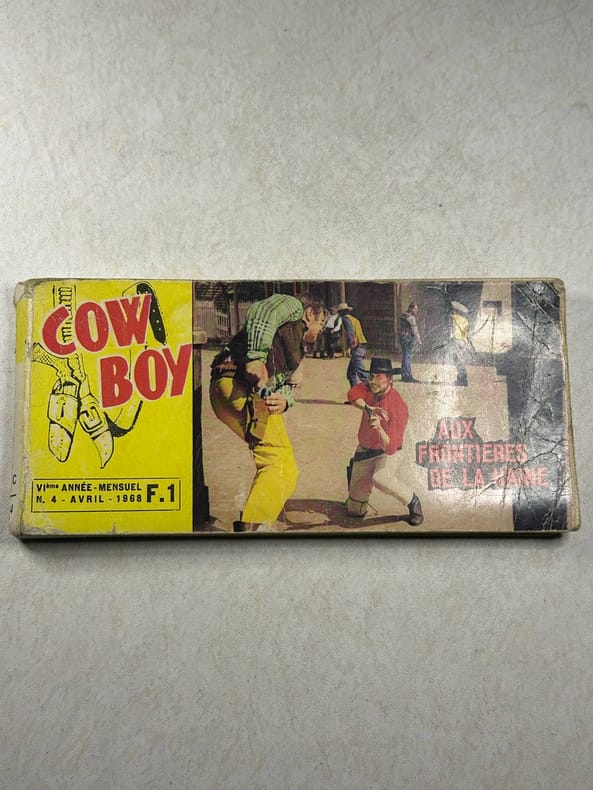 COW
BOY
VIème ANNÉE - MENSUEL
N. 4 - AVRIL - 1968 F.1
AUX
FRONTIERES
DE LA HAINE